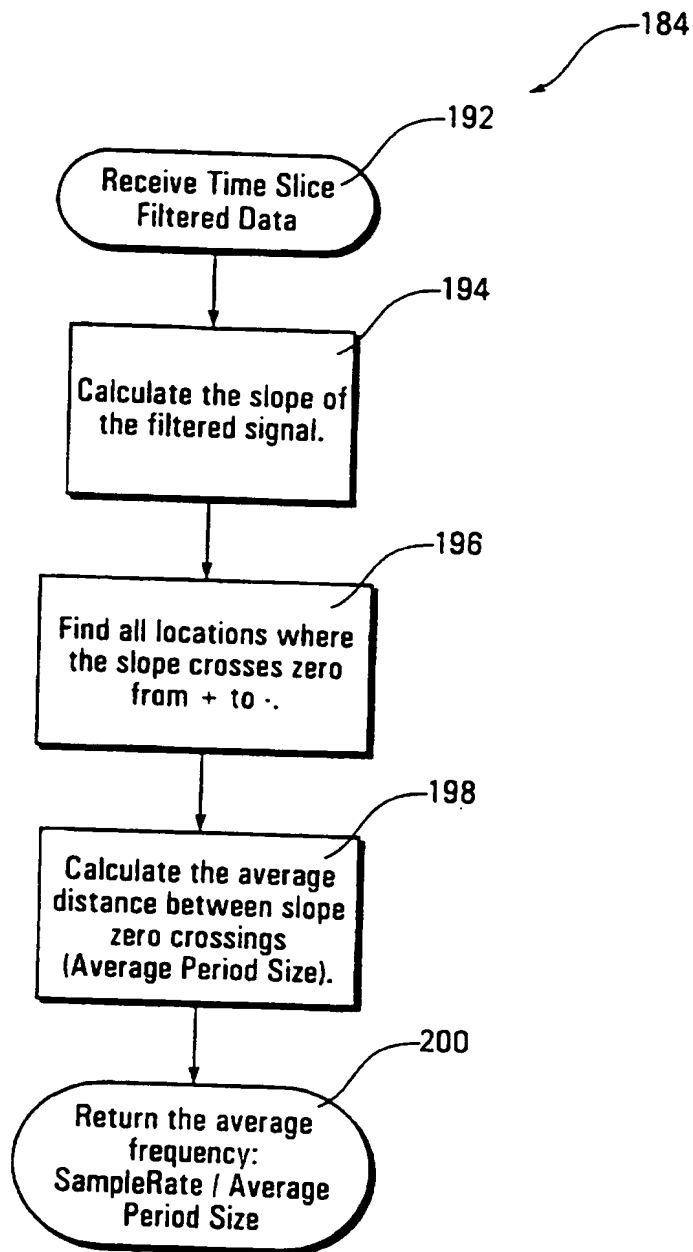 184
192
Receive Time Slice
Filtered Data
194
Calculate the slope of
the filtered signal.
196
Find all locations where
the slope crosses zero
from + to -.
198
Calculate the average
distance between slope
zero crossings
(Average Period Size).
200
Return the average
frequency:
SampleRate / Average
Period Size